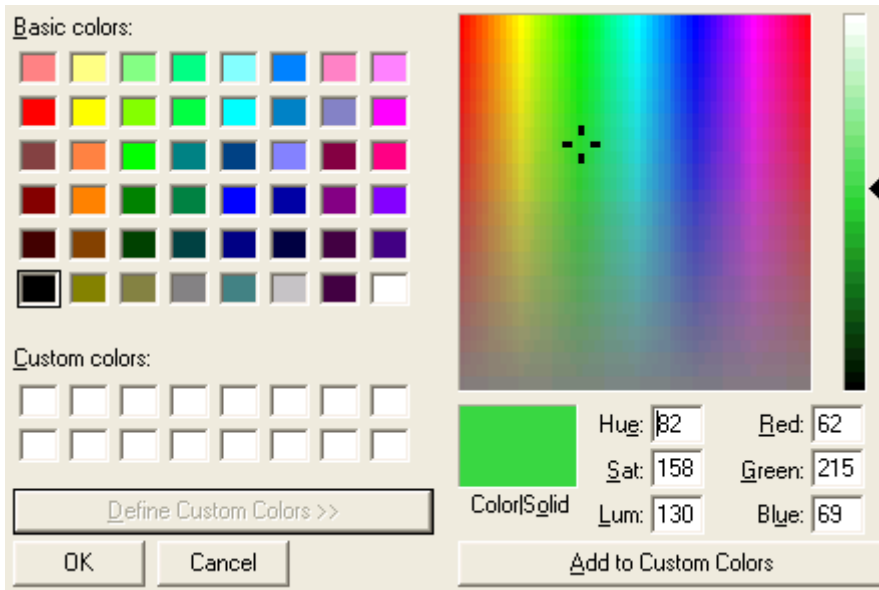 Basic colors:
Custom colors:
Define Custom Colors >>
OK Cancel
Color|Solid
Hue: 82 Red: 62
Sat: 158 Green: 215
Lum: 130 Blue: 69
Add to Custom Colors